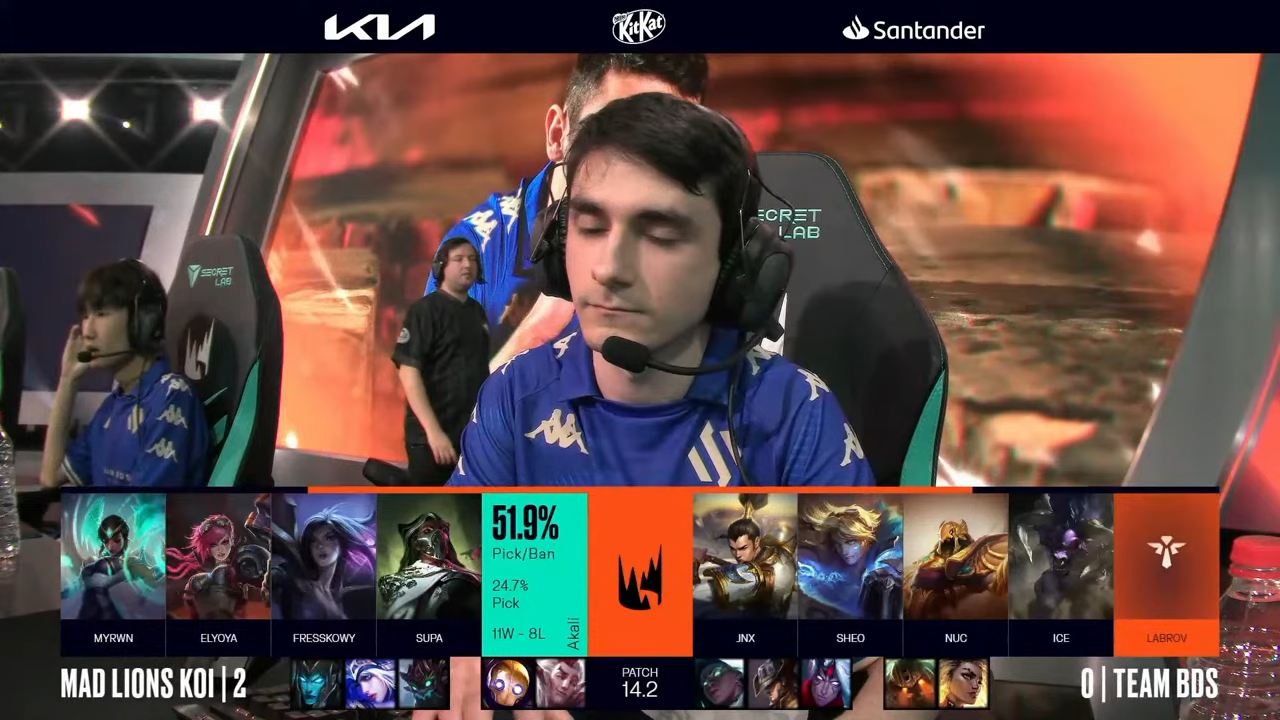 KIA
KitKat
Santander
SECRET
LAB
SECRET
LAB
51.9%
Pick/Ban
24.7%
Pick
11W - 8L
Akali
MYRWN
ELYOYA
FRESSKOWY
SUPA
JNX
SHEO
NUC
ICE
LABROV
MAD LIONS KOI | 2
PATCH
14.2
0 | TEAM BDS